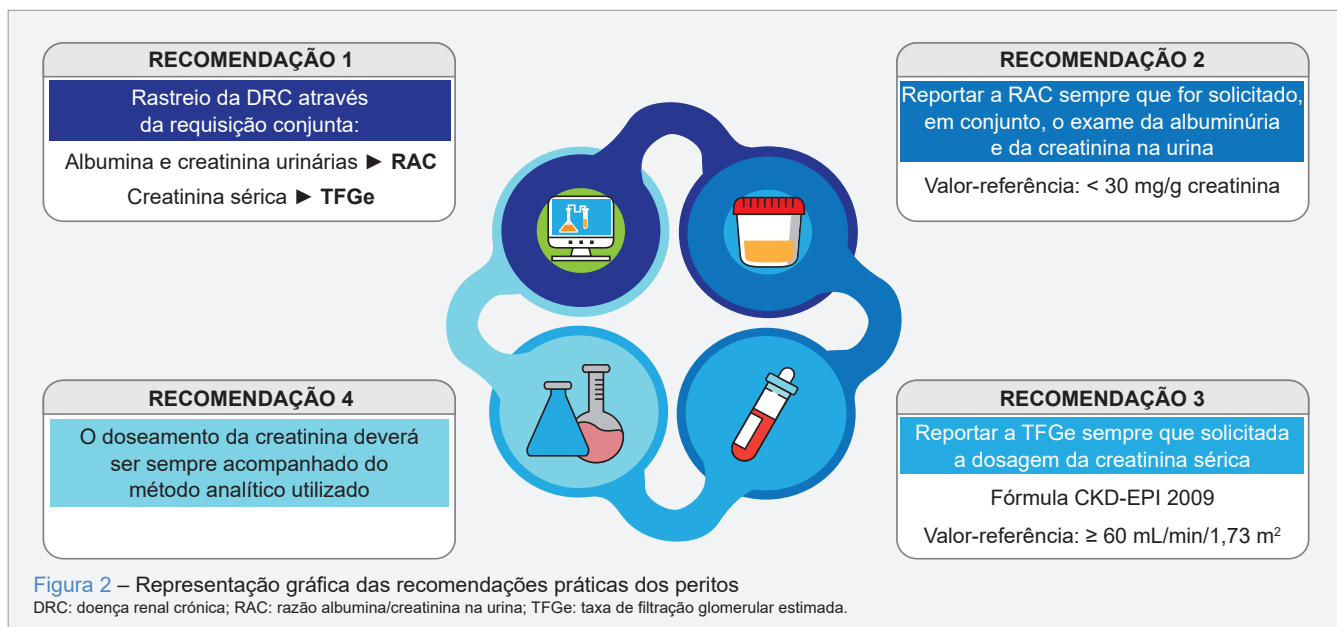 RECOMENDAÇÃO 1
Rastreio da DRC através
da requisição conjunta:
Albumina e creatinina urinárias ► RAC
Creatinina sérica ► TFGe
RECOMENDAÇÃO 2
Reportar a RAC sempre que for solicitado,
em conjunto, o exame da albuminúria
e da creatinina na urina
Valor-referência: < 30 mg/g creatinina
RECOMENDAÇÃO 4
O doseamento da creatinina deverá
ser sempre acompanhado do
método analítico utilizado
RECOMENDAÇÃO 3
Reportar a TFGe sempre que solicitada
a dosagem da creatinina sérica
Fórmula CKD-EPI 2009
Valor-referência: ≥ 60 mL/min/1,73 m²
Figura 2 – Representação gráfica das recomendações práticas dos peritos
DRC: doença renal crónica; RAC: razão albumina/creatinina na urina; TFGe: taxa de filtração glomerular estimada.